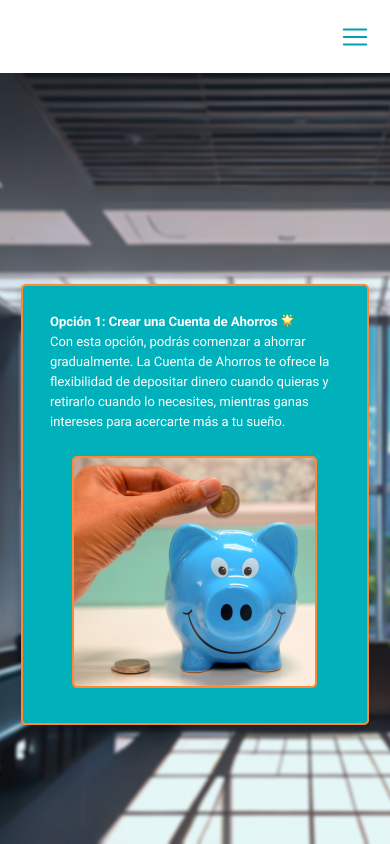 Opción 1: Crear una Cuenta de Ahorros 🌟
Con esta opción, podrás comenzar a ahorrar
gradualmente. La Cuenta de Ahorros te ofrece la
flexibilidad de depositar dinero cuando quieras y
retirarlo cuando lo necesites, mientras ganas
intereses para acercarte más a tu sueño.